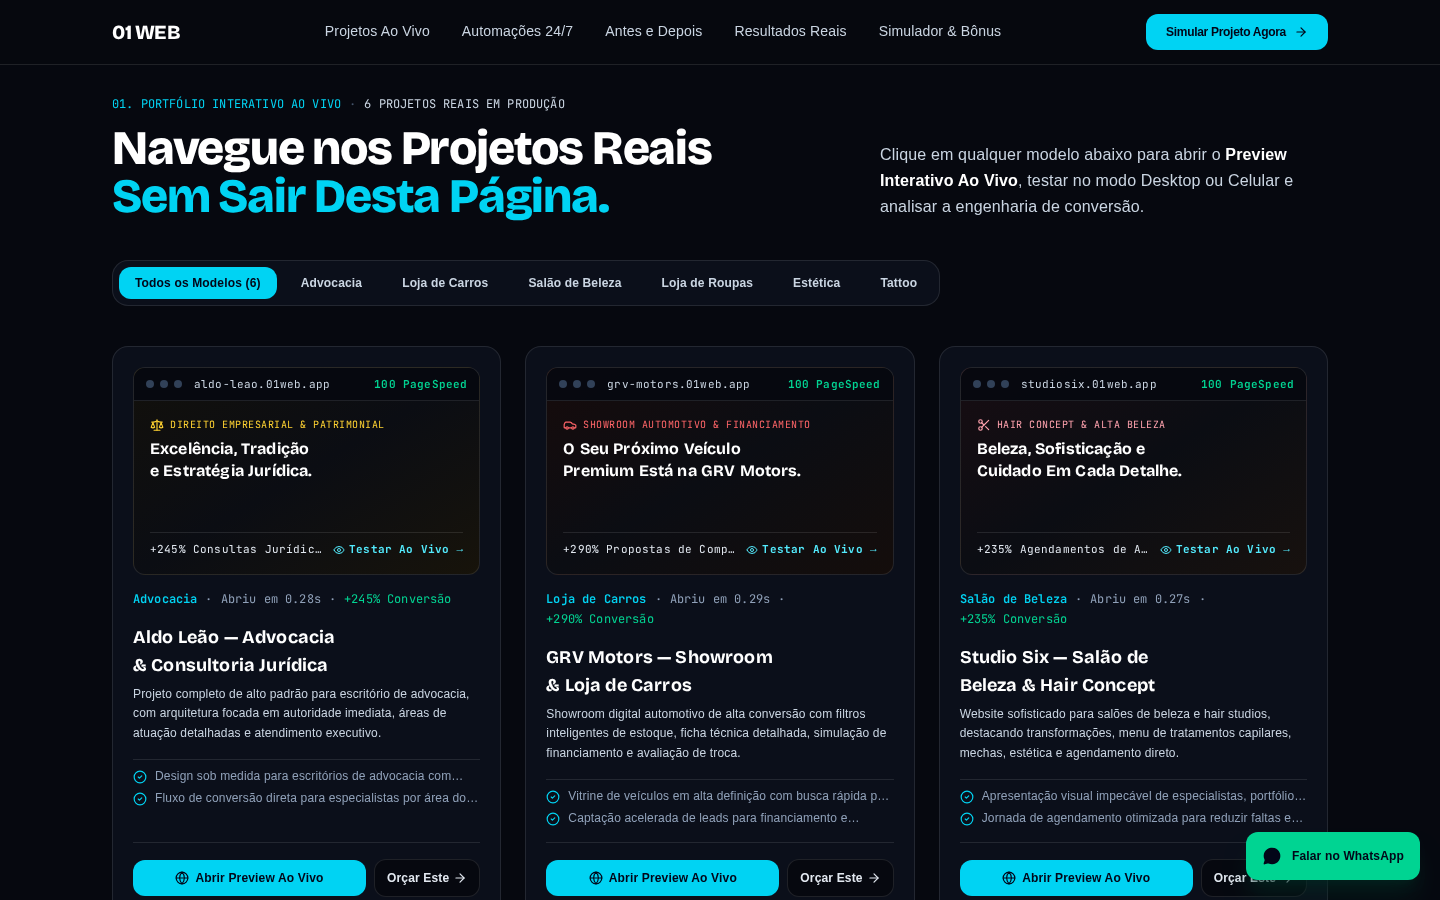 01 WEB
Projetos Ao Vivo
Automações 24/7
Antes e Depois
Resultados Reais
Simulador & Bônus
Simular Projeto Agora →
01. PORTFÓLIO INTERATIVO AO VIVO · 6 PROJETOS REAIS EM PRODUÇÃO
Navegue nos Projetos Reais
Sem Sair Desta Página.
Clique em qualquer modelo abaixo para abrir o Preview
Interativo Ao Vivo, testar no modo Desktop ou Celular e
analisar a engenharia de conversão.
Todos os Modelos (6)
Advocacia
Loja de Carros
Salão de Beleza
Loja de Roupas
Estética
Tattoo
aldo-leao.01web.app
100 PageSpeed
DIREITO EMPRESARIAL & PATRIMONIAL
Excelência, Tradição
e Estratégia Jurídica.
+245% Consultas Jurídic…
Testar Ao Vivo →
Advocacia · Abriu em 0.28s · +245% Conversão
Aldo Leão — Advocacia
& Consultoria Jurídica
Projeto completo de alto padrão para escritório de advocacia,
com arquitetura focada em autoridade imediata, áreas de
atuação detalhadas e atendimento executivo.
Design sob medida para escritórios de advocacia com…
Fluxo de conversão direta para especialistas por área do…
Abrir Preview Ao Vivo
Orçar Este →
grv-motors.01web.app
100 PageSpeed
SHOWROOM AUTOMOTIVO & FINANCIAMENTO
O Seu Próximo Veículo
Premium Está na GRV Motors.
+290% Propostas de Comp…
Testar Ao Vivo →
Loja de Carros · Abriu em 0.29s ·
+290% Conversão
GRV Motors — Showroom
& Loja de Carros
Showroom digital automotivo de alta conversão com filtros
inteligentes de estoque, ficha técnica detalhada, simulação de
financiamento e avaliação de troca.
Vitrine de veículos em alta definição com busca rápida p…
Captação acelerada de leads para financiamento e…
Abrir Preview Ao Vivo
Orçar Este →
studiosix.01web.app
100 PageSpeed
HAIR CONCEPT & ALTA BELEZA
Beleza, Sofisticação e
Cuidado Em Cada Detalhe.
+235% Agendamentos de A…
Testar Ao Vivo →
Salão de Beleza · Abriu em 0.27s ·
+235% Conversão
Studio Six — Salão de
Beleza & Hair Concept
Website sofisticado para salões de beleza e hair studios,
destacando transformações, menu de tratamentos capilares,
mechas, estética e agendamento direto.
Apresentação visual impecável de especialistas, portfólio…
Jornada de agendamento otimizada para reduzir faltas e…
Abrir Preview Ao Vivo
Orçar
Falar no WhatsApp